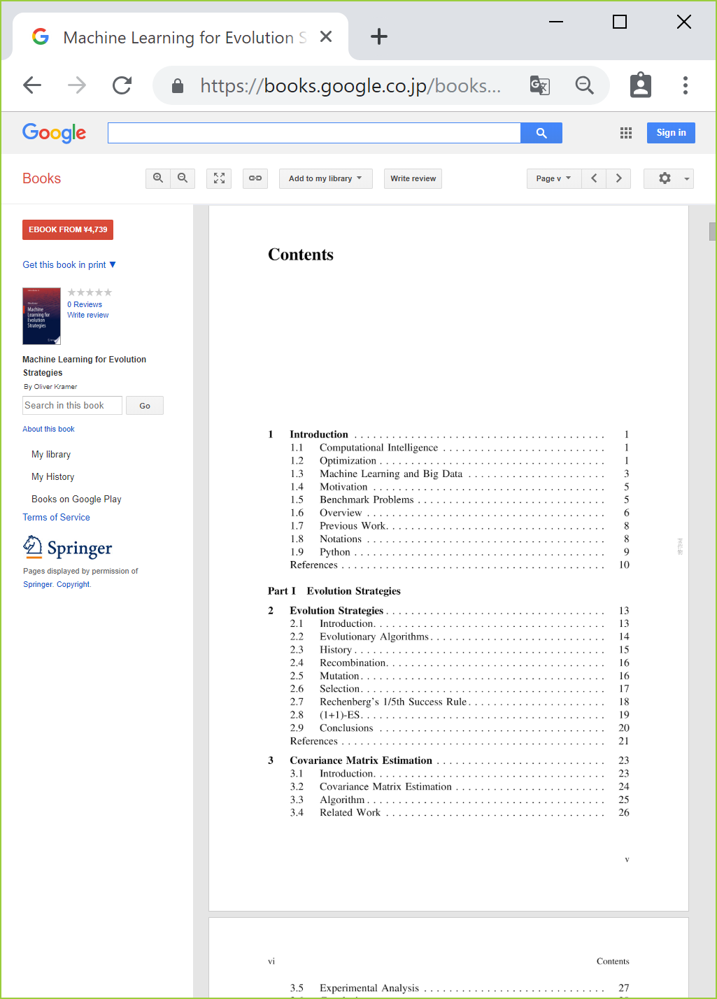 Machine Learning for Evolution S
https://books.google.co.jp/books...
Google
Sign in
Books
Add to my library
Write review
Page v
EBOOK FROM ¥4,739
Get this book in print ▼
0 Reviews
Write review
Machine
Learning for
Evolution
Strategies
Machine Learning for Evolution
Strategies
By Oliver Kramer
Search in this book
Go
About this book
My library
My History
Books on Google Play
Terms of Service
Springer
Pages displayed by permission of
Springer. Copyright.
Contents
1 Introduction . . . . . . . . . . 1
1.1 Computational Intelligence . . . . . . . . . . 1
1.2 Optimization . . . . . . . . . . 1
1.3 Machine Learning and Big Data . . . . . . . . . . 3
1.4 Motivation . . . . . . . . . . 5
1.5 Benchmark Problems . . . . . . . . . . 5
1.6 Overview . . . . . . . . . . 6
1.7 Previous Work . . . . . . . . . . 8
1.8 Notations . . . . . . . . . . 8
1.9 Python . . . . . . . . . . 9
References . . . . . . . . . . 10
Part I Evolution Strategies
2 Evolution Strategies . . . . . . . . . . 13
2.1 Introduction . . . . . . . . . . 13
2.2 Evolutionary Algorithms . . . . . . . . . . 14
2.3 History . . . . . . . . . . 15
2.4 Recombination . . . . . . . . . . 16
2.5 Mutation . . . . . . . . . . 16
2.6 Selection . . . . . . . . . . 17
2.7 Rechenberg's 1/5th Success Rule . . . . . . . . . . 18
2.8 (1+1)-ES . . . . . . . . . . 19
2.9 Conclusions . . . . . . . . . . 20
References . . . . . . . . . . 21
3 Covariance Matrix Estimation . . . . . . . . . . 23
3.1 Introduction . . . . . . . . . . 23
3.2 Covariance Matrix Estimation . . . . . . . . . . 24
3.3 Algorithm . . . . . . . . . . 25
3.4 Related Work . . . . . . . . . . 26
v
著作物
vi Contents
3.5 Experimental Analysis . . . . . . . . . . 27